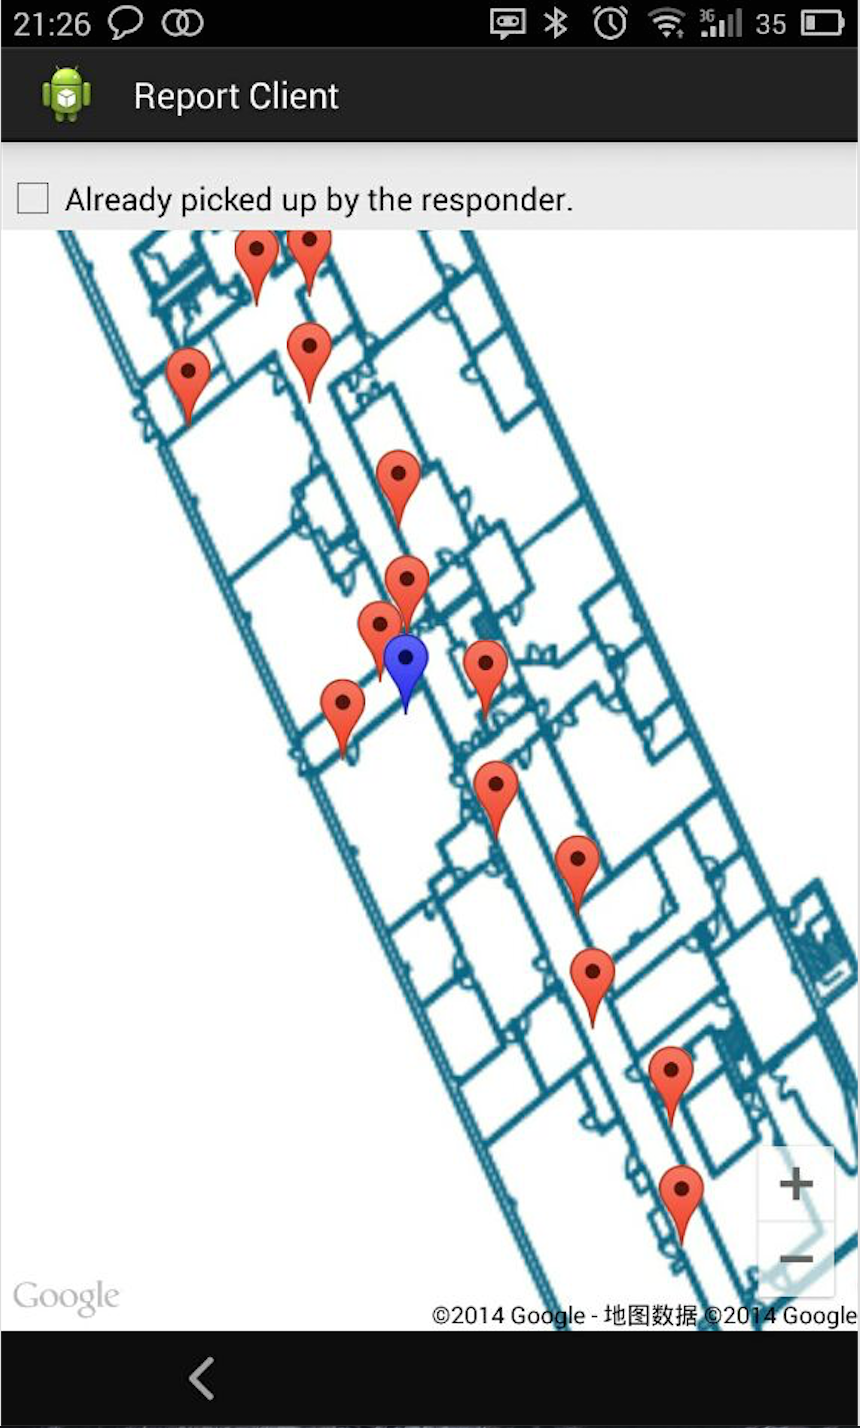 21:26 3G 35
Report Client
Already picked up by the responder.
+
−
Google
©2014 Google - 地图数据 ©2014 Google